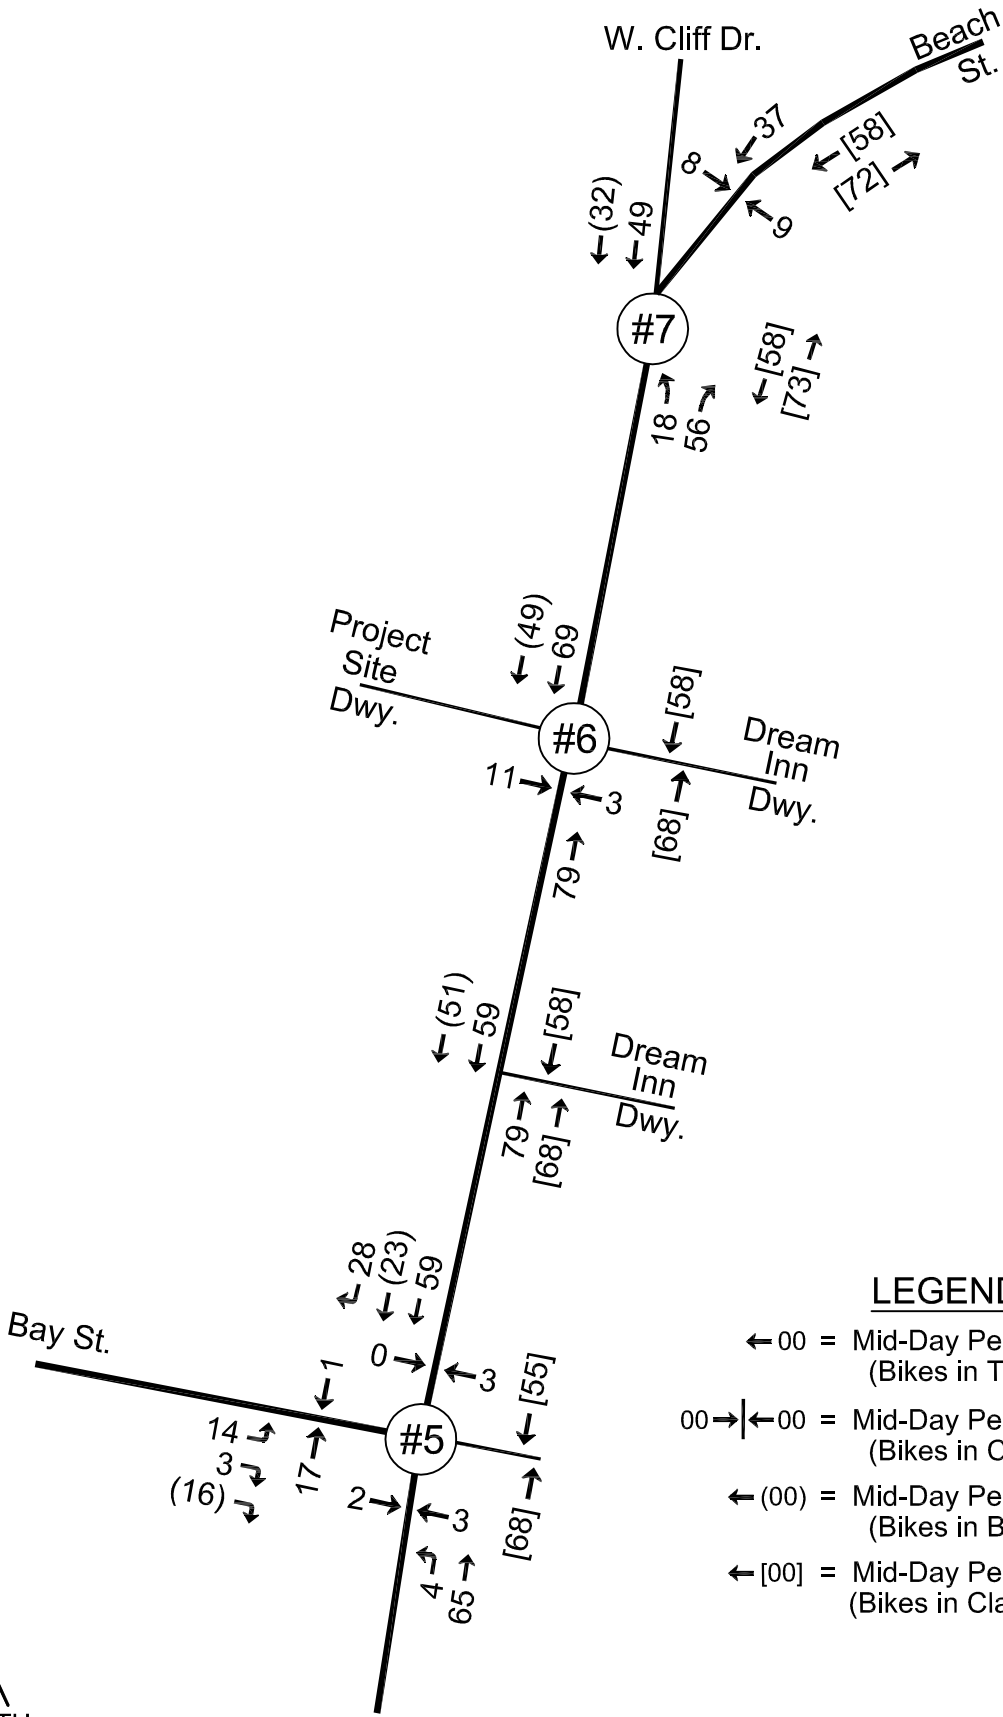 W. Cliff Dr.
Beach
St.
37
8
[58]
[72]
9
(32)
49
#7
[58]
[73]
18
56
(49)
69
Project
Site
Dwy.
[58]
#6
Dream
Inn
Dwy.
11
3
[68]
79
(51)
59
[58]
Dream
Inn
Dwy.
79
[68]
28
(23)
59
Bay St.
0
3
1
[55]
14
#5
3
17
(16)
2
3
[68]
4
65
LEGEND
00 = Mid-Day Pe
(Bikes in T
00 00 = Mid-Day Pe
(Bikes in C
(00) = Mid-Day Pe
(Bikes in B
[00] = Mid-Day Pe
(Bikes in Cla